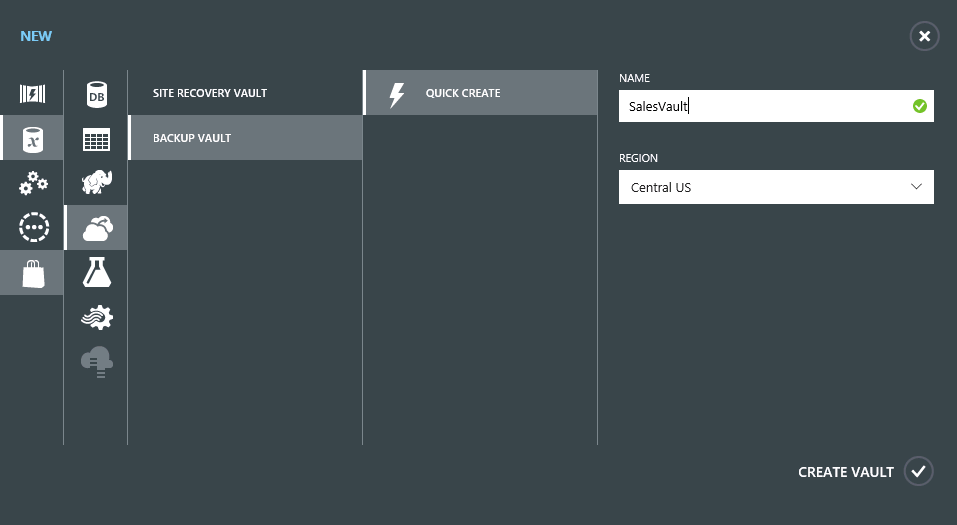 NEW
DB
x
SITE RECOVERY VAULT
BACKUP VAULT
QUICK CREATE
NAME
SalesVault
REGION
Central US
CREATE VAULT